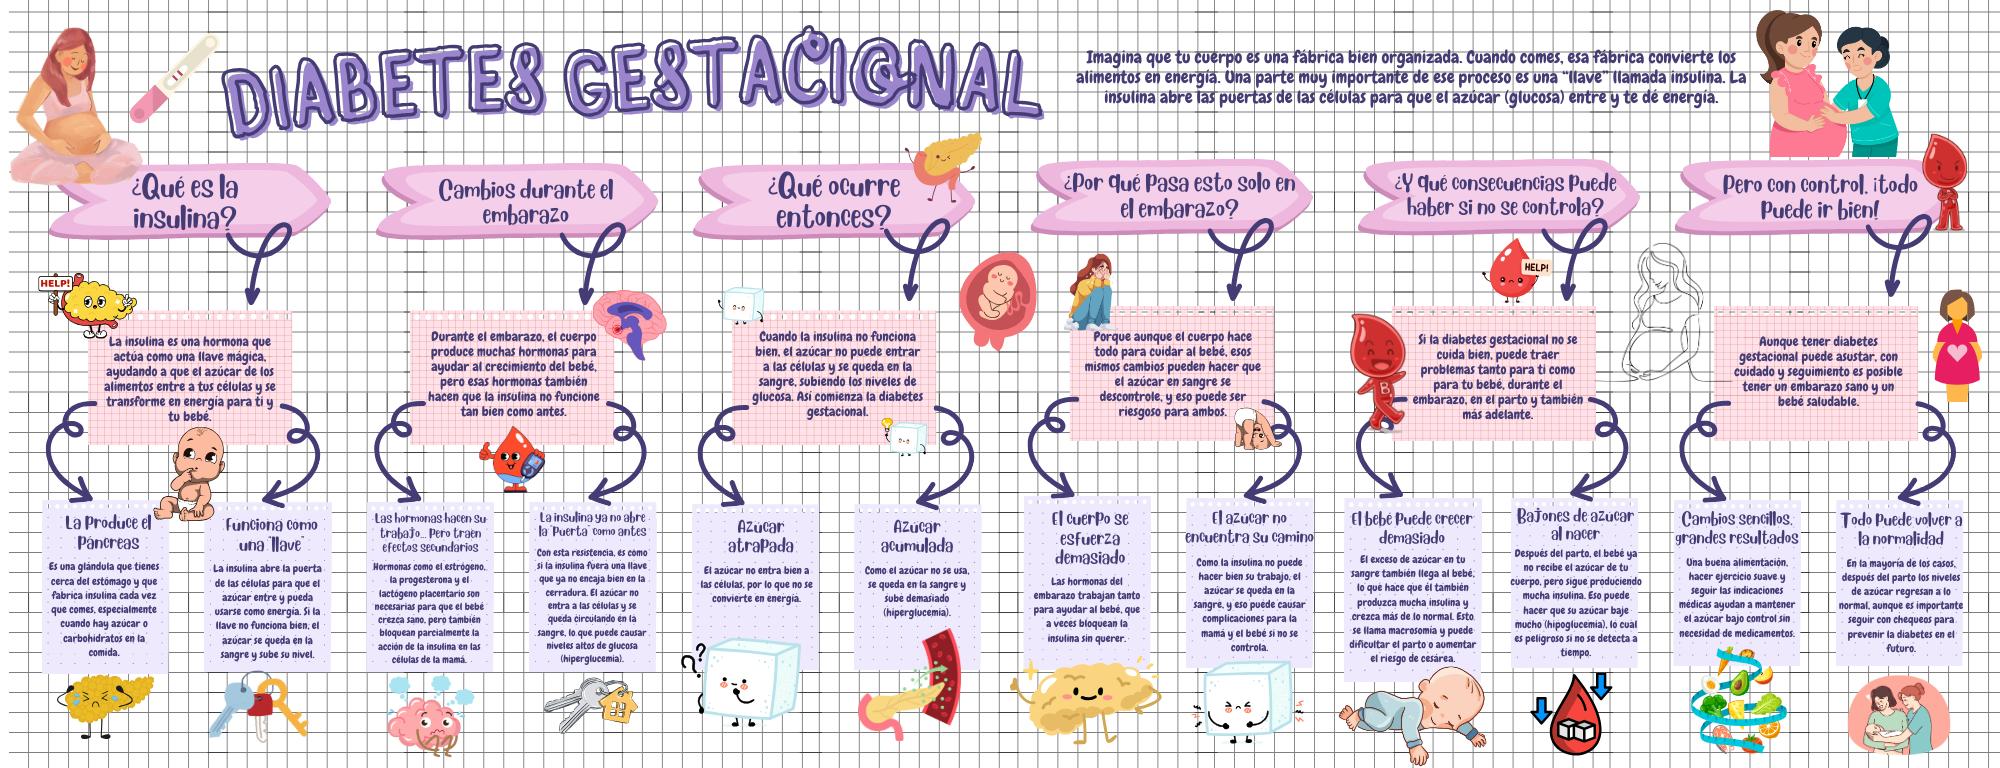 DIABETES GESTACIONAL
Imagina que tu cuerpo es una fábrica bien organizada. Cuando comes, esa fábrica convierte los
alimentos en energía. Una parte muy importante de ese proceso es una "llave" llamada insulina. La
insulina abre las puertas de las células para que el azúcar (glucosa) entre y te dé energía.
¿Qué es la
insulina?
HELP!
La insulina es una hormona que
actúa como una llave mágica,
ayudando a que el azúcar de los
alimentos entre a tus células y se
transforme en energía para ti y
tu bebé.
La Produce el
Páncreas
Es una glándula que tienes
cerca del estómago y que
fabrica insulina cada vez
que comes, especialmente
cuando hay azúcar o
carbohidratos en la
comida.
Funciona como
una "llave"
La insulina abre la puerta
de las células para que el
azúcar entre y pueda
usarse como energía. Si la
llave no funciona bien, el
azúcar se queda en la
sangre y sube su nivel.
Cambios durante el
embarazo
Durante el embarazo, el cuerpo
produce muchas hormonas para
ayudar al crecimiento del bebé,
pero esas hormonas también
hacen que la insulina no funcione
tan bien como antes.
Las hormonas hacen su
trabajo... Pero traen
efectos secundarios
Hormonas como el estrógeno,
la progesterona y el
lactógeno placentario son
necesarias para que el bebé
crezca sano, pero también
bloquean parcialmente la
acción de la insulina en las
células de la mamá.
La insulina ya no abre
la "Puerta" como antes
Con esta resistencia, es como
si la insulina fuera una llave
que ya no encaja bien en la
cerradura. El azúcar no
entra a las células y se
queda circulando en la
sangre, lo que puede causar
niveles altos de glucosa
(hiperglucemia).
¿Qué ocurre
entonces?
Cuando la insulina no funciona
bien, el azúcar no puede entrar
a las células y se queda en la
sangre, subiendo los niveles de
glucosa. Así comienza la diabetes
gestacional.
Azúcar
atraPada
El azúcar no entra bien a
las células, por lo que no se
convierte en energía.
??
Azúcar
acumulada
Como el azúcar no se usa,
se queda en la sangre y
sube demasiado
(hiperglucemia).
¿Por qué Pasa esto solo en
el embarazo?
Porque aunque el cuerpo hace
todo para cuidar al bebé, esos
mismos cambios pueden hacer que
el azúcar en sangre se
descontrole, y eso puede ser
riesgoso para ambos.
El cuerPo se
esfuerza
demasiado
Las hormonas del
embarazo trabajan tanto
para ayudar al bebé, que
a veces bloquean la
insulina sin querer.
El azúcar no
encuentra su camino
Como la insulina no puede
hacer bien su trabajo, el
azúcar se queda en la
sangre, y eso puede causar
complicaciones para la
mamá y el bebé si no se
controla.
¿Y qué consecuencias Puede
haber si no se controla?
HELP!
B
Si la diabetes gestacional no se
cuida bien, puede traer
problemas tanto para ti como
para tu bebé, durante el
embarazo, en el parto y también
más adelante.
El bebé Puede crecer
demasiado
El exceso de azúcar en tu
sangre también llega al bebé,
lo que hace que él también
produzca mucha insulina y
crezca más de lo normal. Esto
se llama macrosomía y puede
dificultar el parto o aumentar
el riesgo de cesárea.
Bajones de azúcar
al nacer
Después del parto, el bebé ya
no recibe el azúcar de tu
cuerpo, pero sigue produciendo
mucha insulina. Eso puede
hacer que su azúcar baje
mucho (hipoglucemia), lo cual
es peligroso si no se detecta a
tiempo.
Pero con control, ¡todo
Puede ir bien!
Aunque tener diabetes
gestacional puede asustar, con
cuidado y seguimiento es posible
tener un embarazo sano y un
bebé saludable.
Cambios sencillos,
grandes resultados
Una buena alimentación,
hacer ejercicio suave y
seguir las indicaciones
médicas ayudan a mantener
el azúcar bajo control sin
necesidad de medicamentos.
Todo Puede volver a
la normalidad
En la mayoría de los casos,
después del parto los niveles
de azúcar regresan a lo
normal, aunque es importante
seguir con chequeos para
prevenir la diabetes en el
futuro.